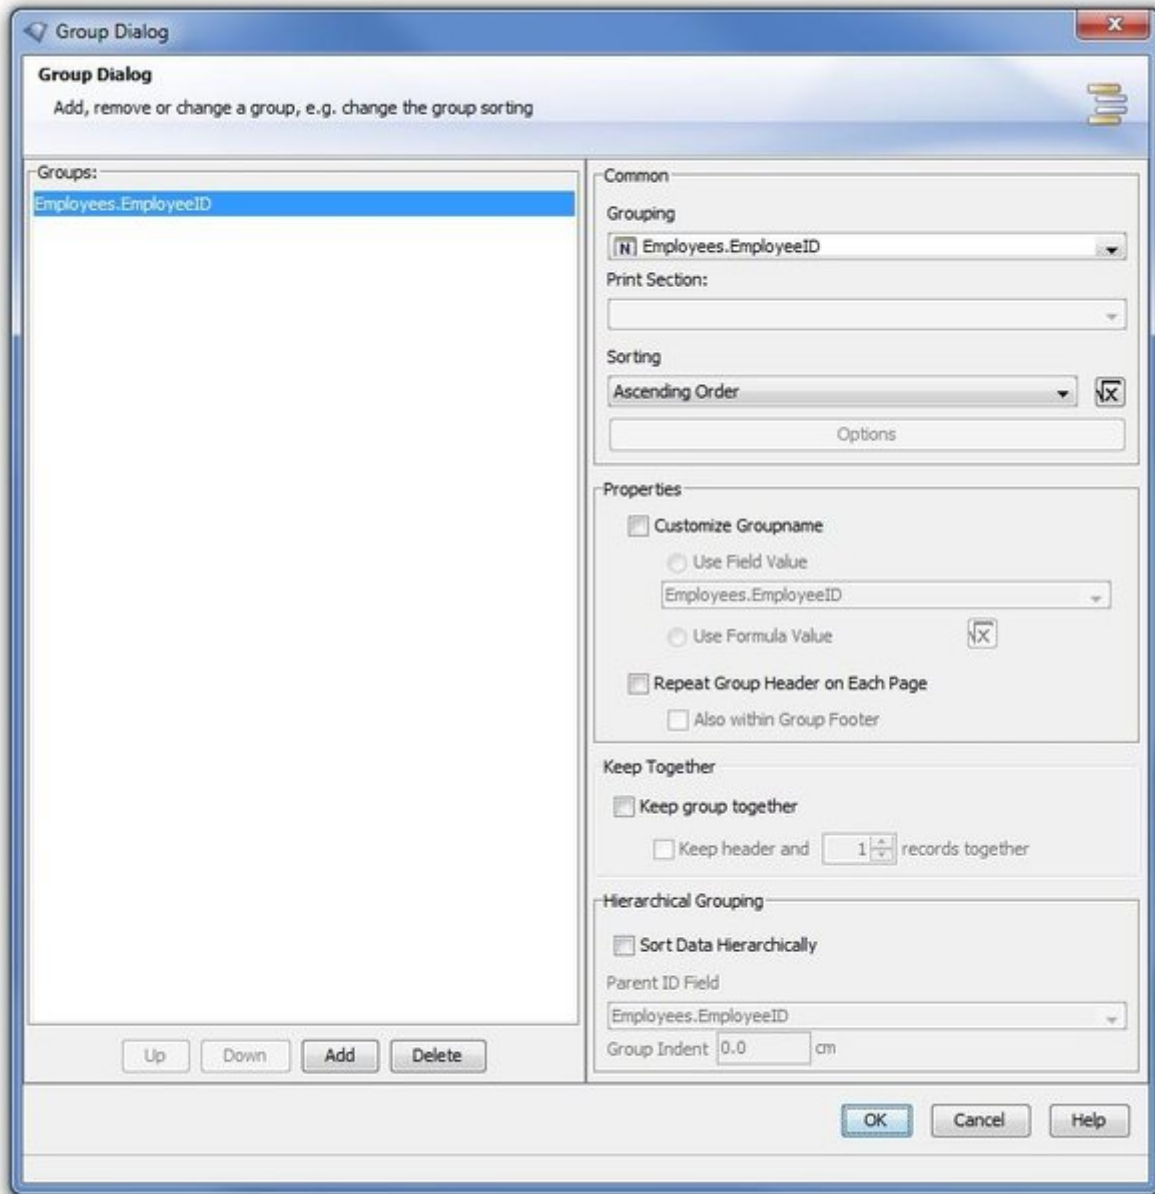 Group Dialog
Group Dialog
Add, remove or change a group, e.g. change the group sorting
Groups:
Employees.EmployeeID
Up Down Add Delete
Common
Grouping
N Employees.EmployeeID
Print Section:
Sorting
Ascending Order
√x
Options
Properties
Customize Groupname
Use Field Value
Employees.EmployeeID
Use Formula Value √x
Repeat Group Header on Each Page
Also within Group Footer
Keep Together
Keep group together
Keep header and 1 records together
Hierarchical Grouping
Sort Data Hierarchically
Parent ID Field
Employees.EmployeeID
Group Indent 0.0 cm
OK Cancel Help